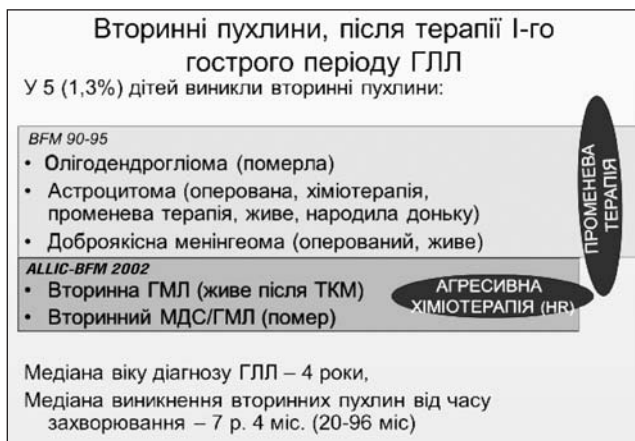 Вторинні пухлини, після терапії І-го
гострого періоду ГЛЛ
У 5 (1,3%) дітей виникли вторинні пухлини:
BFM 90-95
• Олігодендрогліома (померла)
• Астроцитома (оперована, хіміотерапія,
променева терапія, живе, народила доньку)
• Доброякісна менінгеома (оперований, живе)
ПРОМЕНЕВА
ТЕРАПІЯ
ALLIC-BFM 2002
• Вторинна ГМЛ (живе після ТКМ)
• Вторинний МДС/ГМЛ (помер)
АГРЕСИВНА
ХІМІОТЕРАПІЯ (HR)
Медіана віку діагнозу ГЛЛ – 4 роки,
Медіана виникнення вторинних пухлин від часу
захворювання – 7 р. 4 міс. (20-96 міс)